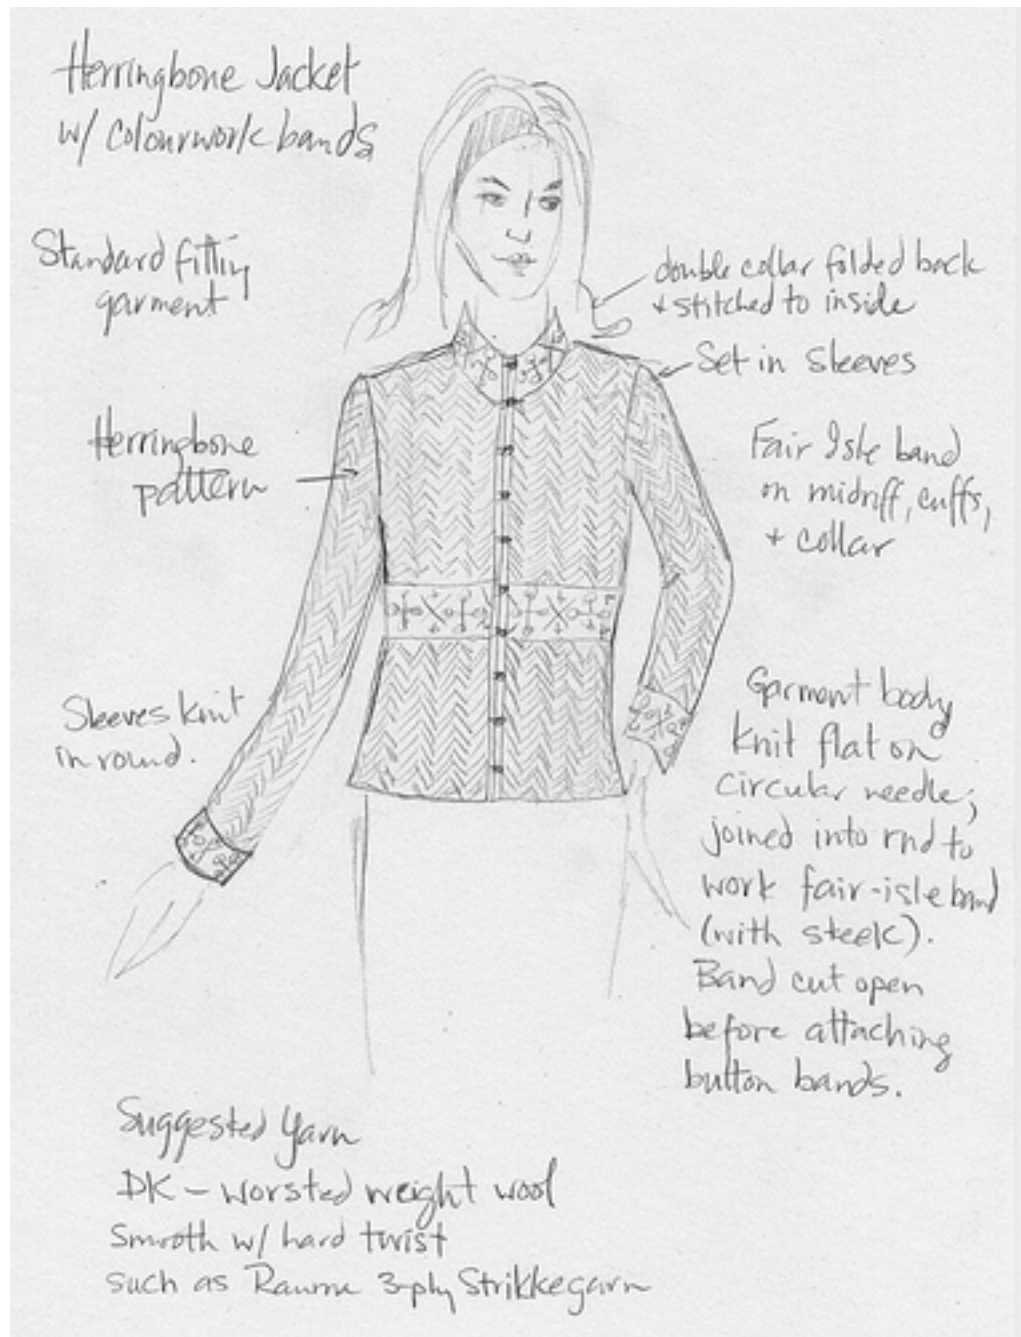 Herringbone Jacket
w/ colourwork bands
Standard fitting
garment
double collar folded back
+ stitched to inside
Set in sleeves
Herringbone
pattern
Fair Isle band
on midriff, cuffs,
+ collar
Sleeves knit
in round.
Garment body
knit flat on
circular needle;
joined into rnd to
work fair-isle band
(with steek).
Band cut open
before attaching
button bands.
Suggested Yarn
DK - worsted weight wool
Smooth w/ hard twist
such as Rauma 3-ply Strikkegarn